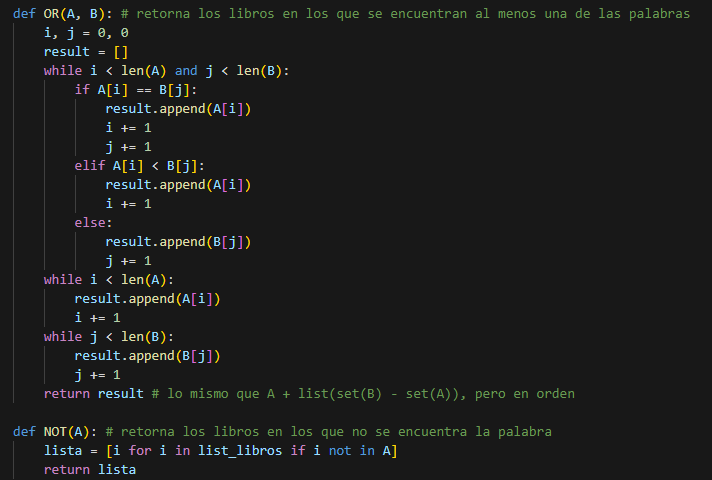 def OR(A, B): # retorna los libros en los que se encuentran al menos una de las palabras
    i, j = 0, 0
    result = []
    while i < len(A) and j < len(B):
        if A[i] == B[j]:
            result.append(A[i])
            i += 1
            j += 1
        elif A[i] < B[j]:
            result.append(A[i])
            i += 1
        else:
            result.append(B[j])
            j += 1
    while i < len(A):
        result.append(A[i])
        i += 1
    while j < len(B):
        result.append(B[j])
        j += 1
    return result # lo mismo que A + list(set(B) - set(A)), pero en orden

def NOT(A): # retorna los libros en los que no se encuentra la palabra
    lista = [i for i in list_libros if i not in A]
    return lista